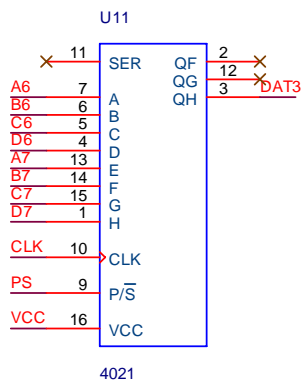 U11
11 SER QF 2
QG 12
A6 7 A QH 3 DAT3
B6 6 B
C6 5 C
D6 4 D
A7 13 E
B7 14 F
C7 15 G
D7 1 H
CLK 10 CLK
PS 9 P/S̅
VCC 16 VCC
4021